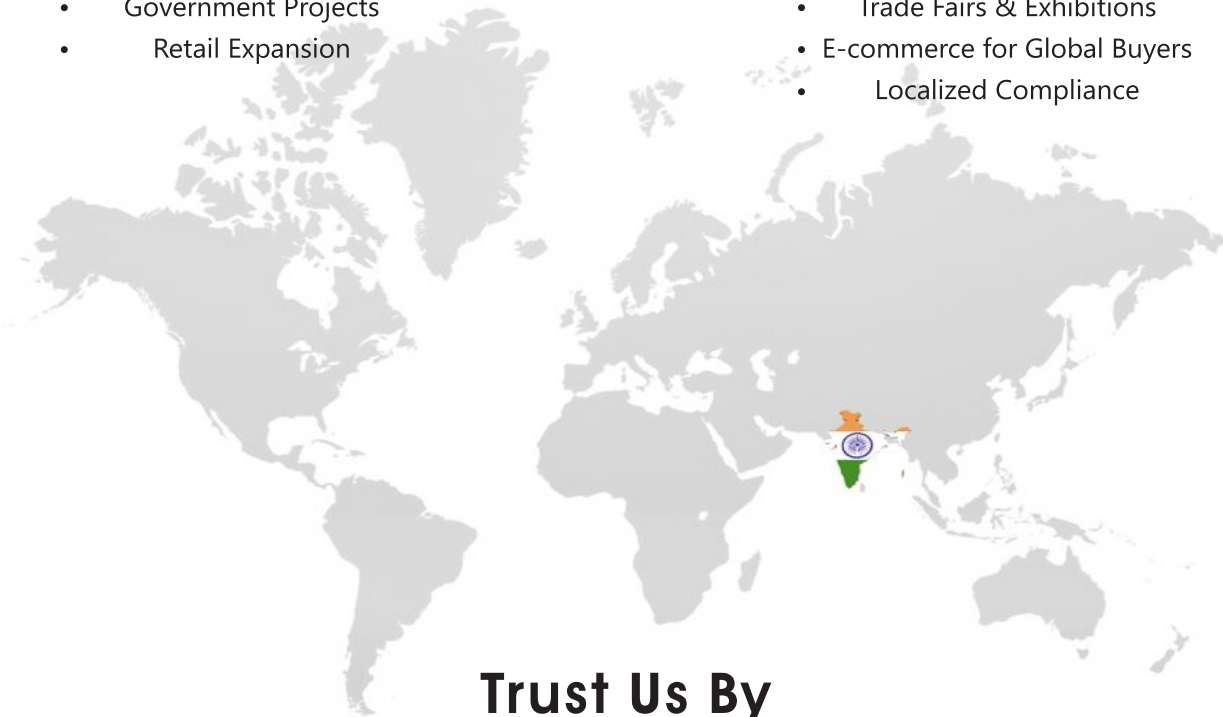 • Government Projects
• Retail Expansion
• Trade Fairs & Exhibitions
• E-commerce for Global Buyers
• Localized Compliance
Trust Us By